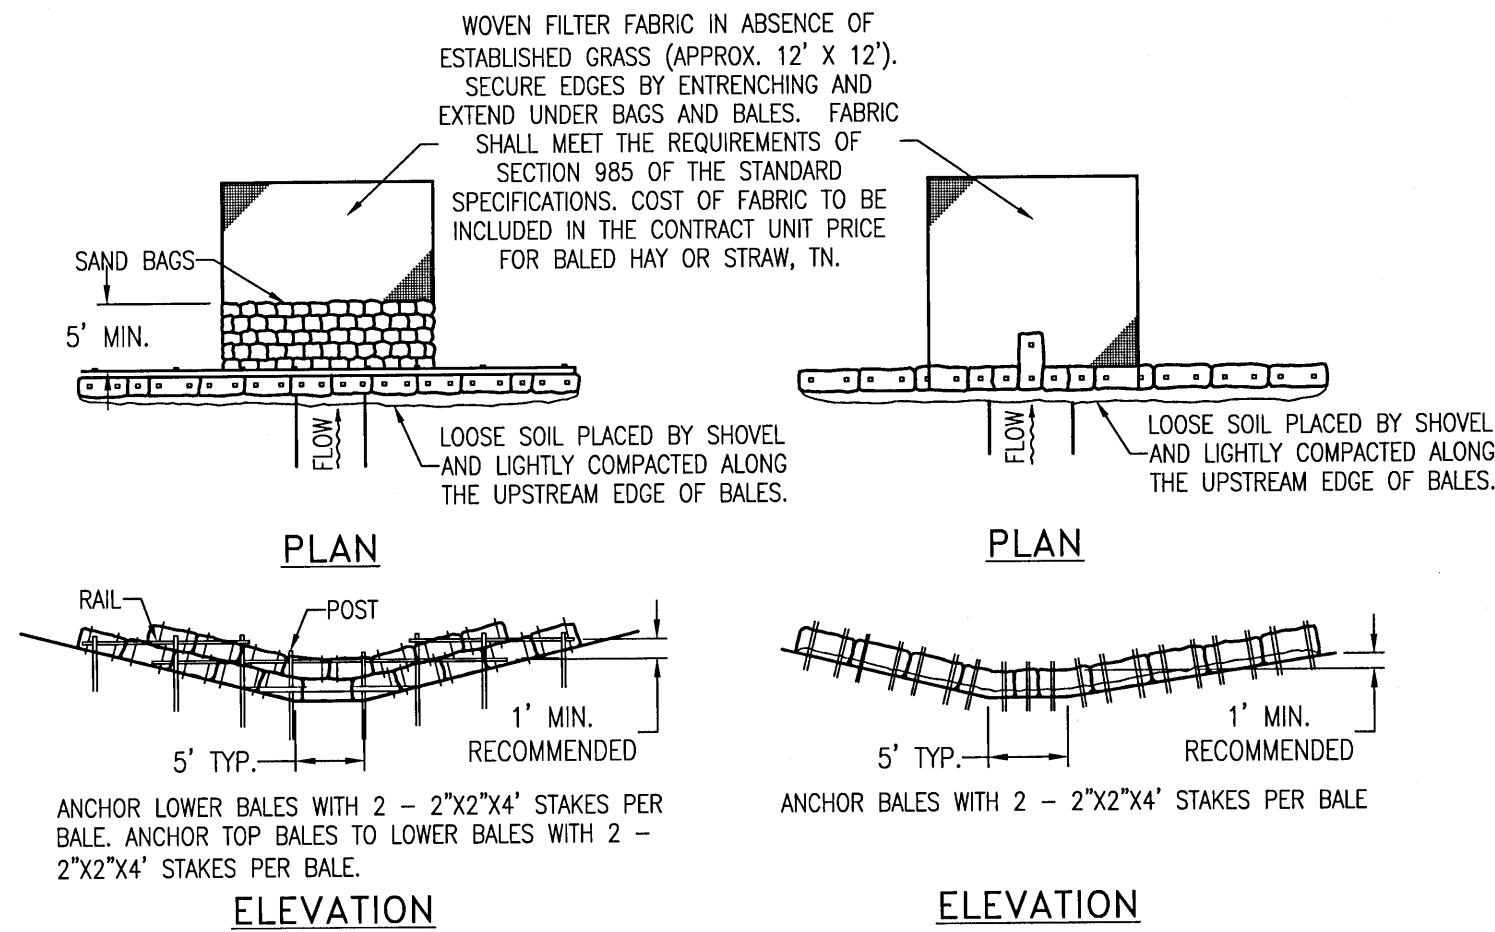 WOVEN FILTER FABRIC IN ABSENCE OF
ESTABLISHED GRASS (APPROX. 12' X 12').
SECURE EDGES BY ENTRENCHING AND
EXTEND UNDER BAGS AND BALES. FABRIC
SHALL MEET THE REQUIREMENTS OF
SECTION 985 OF THE STANDARD
SPECIFICATIONS. COST OF FABRIC TO BE
INCLUDED IN THE CONTRACT UNIT PRICE
FOR BALED HAY OR STRAW, TN.
SAND BAGS
5' MIN.
FLOW
LOOSE SOIL PLACED BY SHOVEL
AND LIGHTLY COMPACTED ALONG
THE UPSTREAM EDGE OF BALES.
PLAN
FLOW
LOOSE SOIL PLACED BY SHOVEL
AND LIGHTLY COMPACTED ALONG
THE UPSTREAM EDGE OF BALES.
PLAN
RAIL
POST
1' MIN.
RECOMMENDED
5' TYP.
ANCHOR LOWER BALES WITH 2 – 2"X2"X4' STAKES PER
BALE. ANCHOR TOP BALES TO LOWER BALES WITH 2 –
2"X2"X4' STAKES PER BALE.
ELEVATION
1' MIN.
RECOMMENDED
5' TYP.
ANCHOR BALES WITH 2 – 2"X2"X4' STAKES PER BALE
ELEVATION